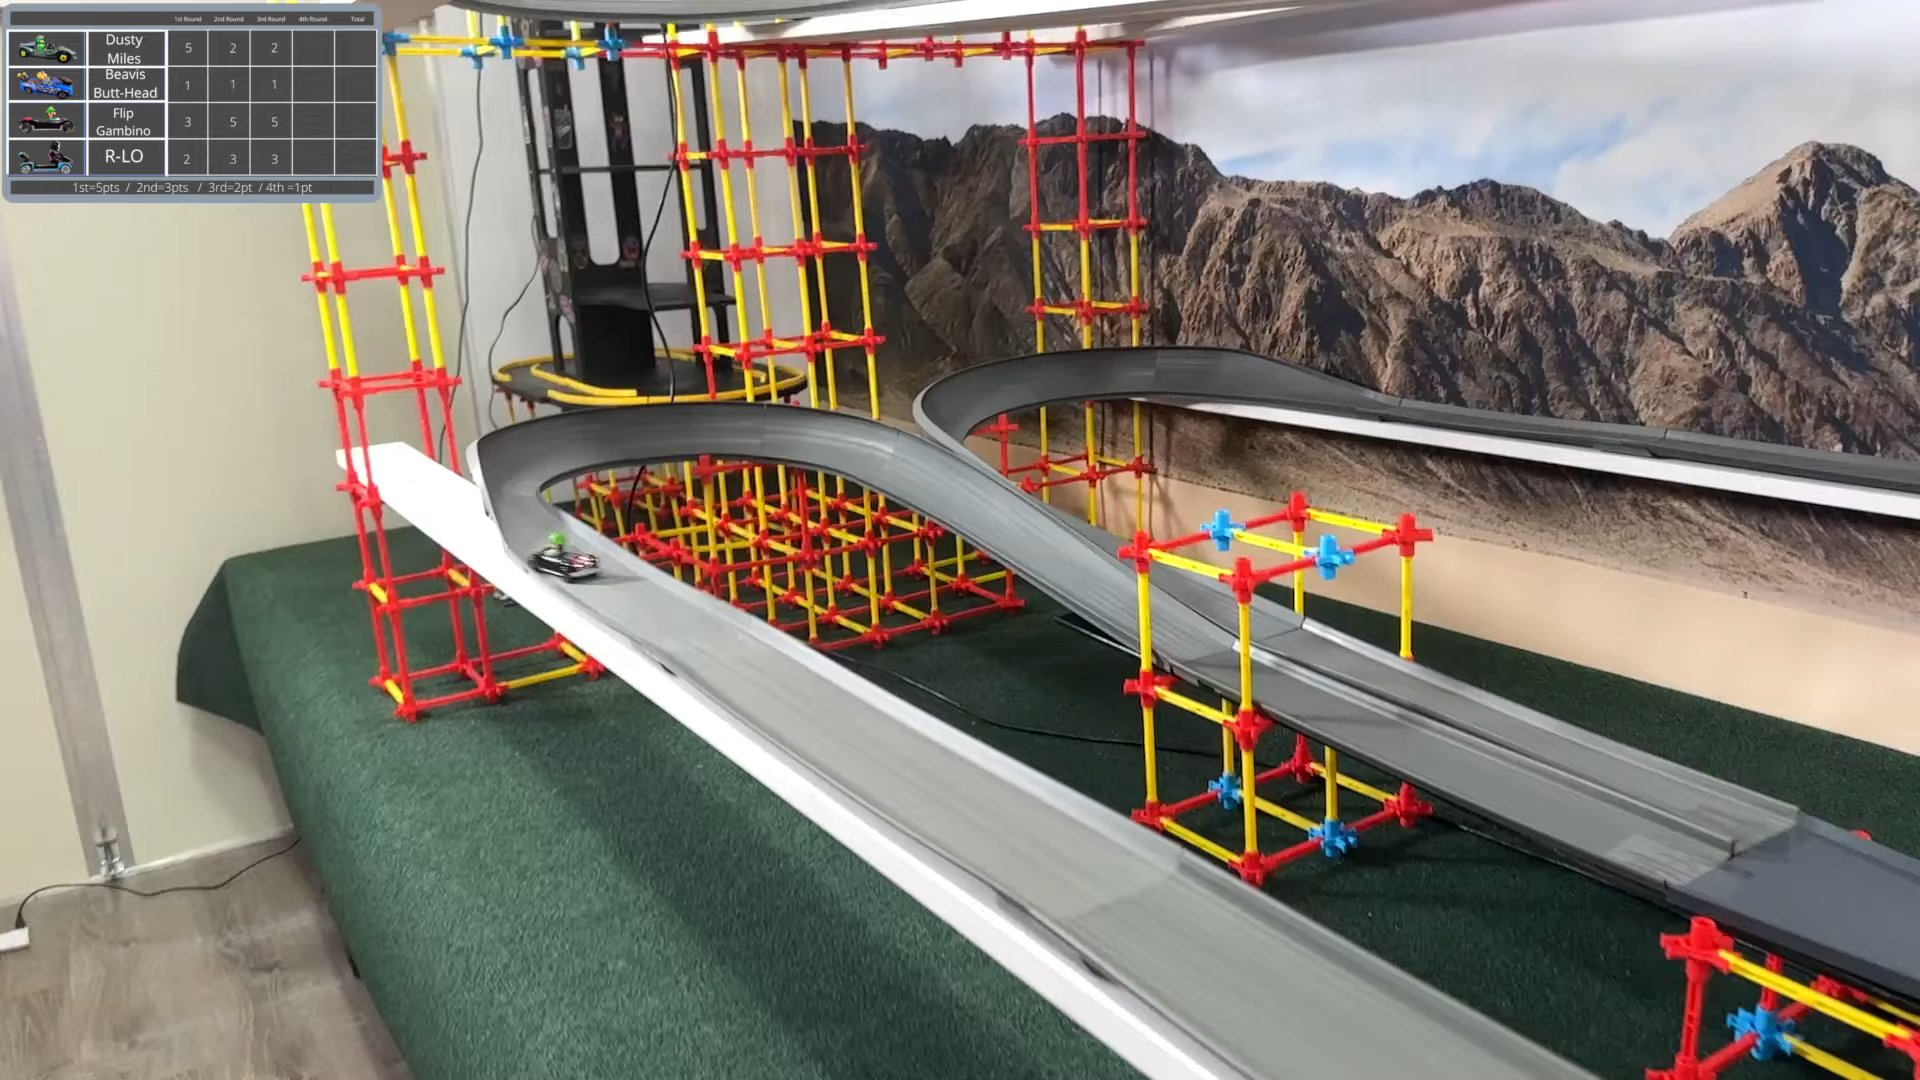 1st Round 2nd Round 3rd Round 4th Round Total
Dusty
Miles 5 2 2
Beavis
Butt-Head 1 1 1
Flip
Gambino 3 5 5
R-LO 2 3 3
1st=5pts / 2nd=3pts / 3rd=2pt / 4th =1pt